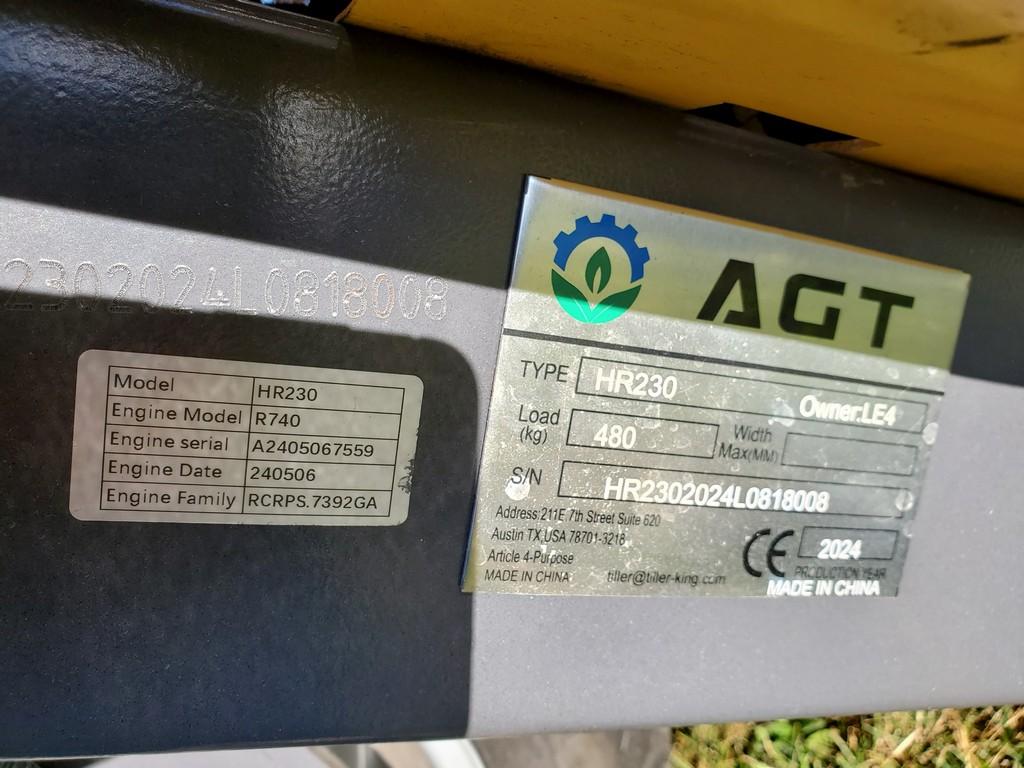 2302024L0818008
Model HR230
Engine Model R740
Engine serial A2405067559
Engine Date 240506
Engine Family RCRPS.7392GA
AGT
TYPE HR230 Owner:LE4
Load (kg) 480 Width Max(MM)
S/N HR2302024L0818008
Address:211E 7th Street Suite 620
Austin TX,USA 78701-3218
Article 4-Purpose
MADE IN CHINA tiller@tiller-king.com
CE 2024
PRODUCTION YEAR
MADE IN CHINA